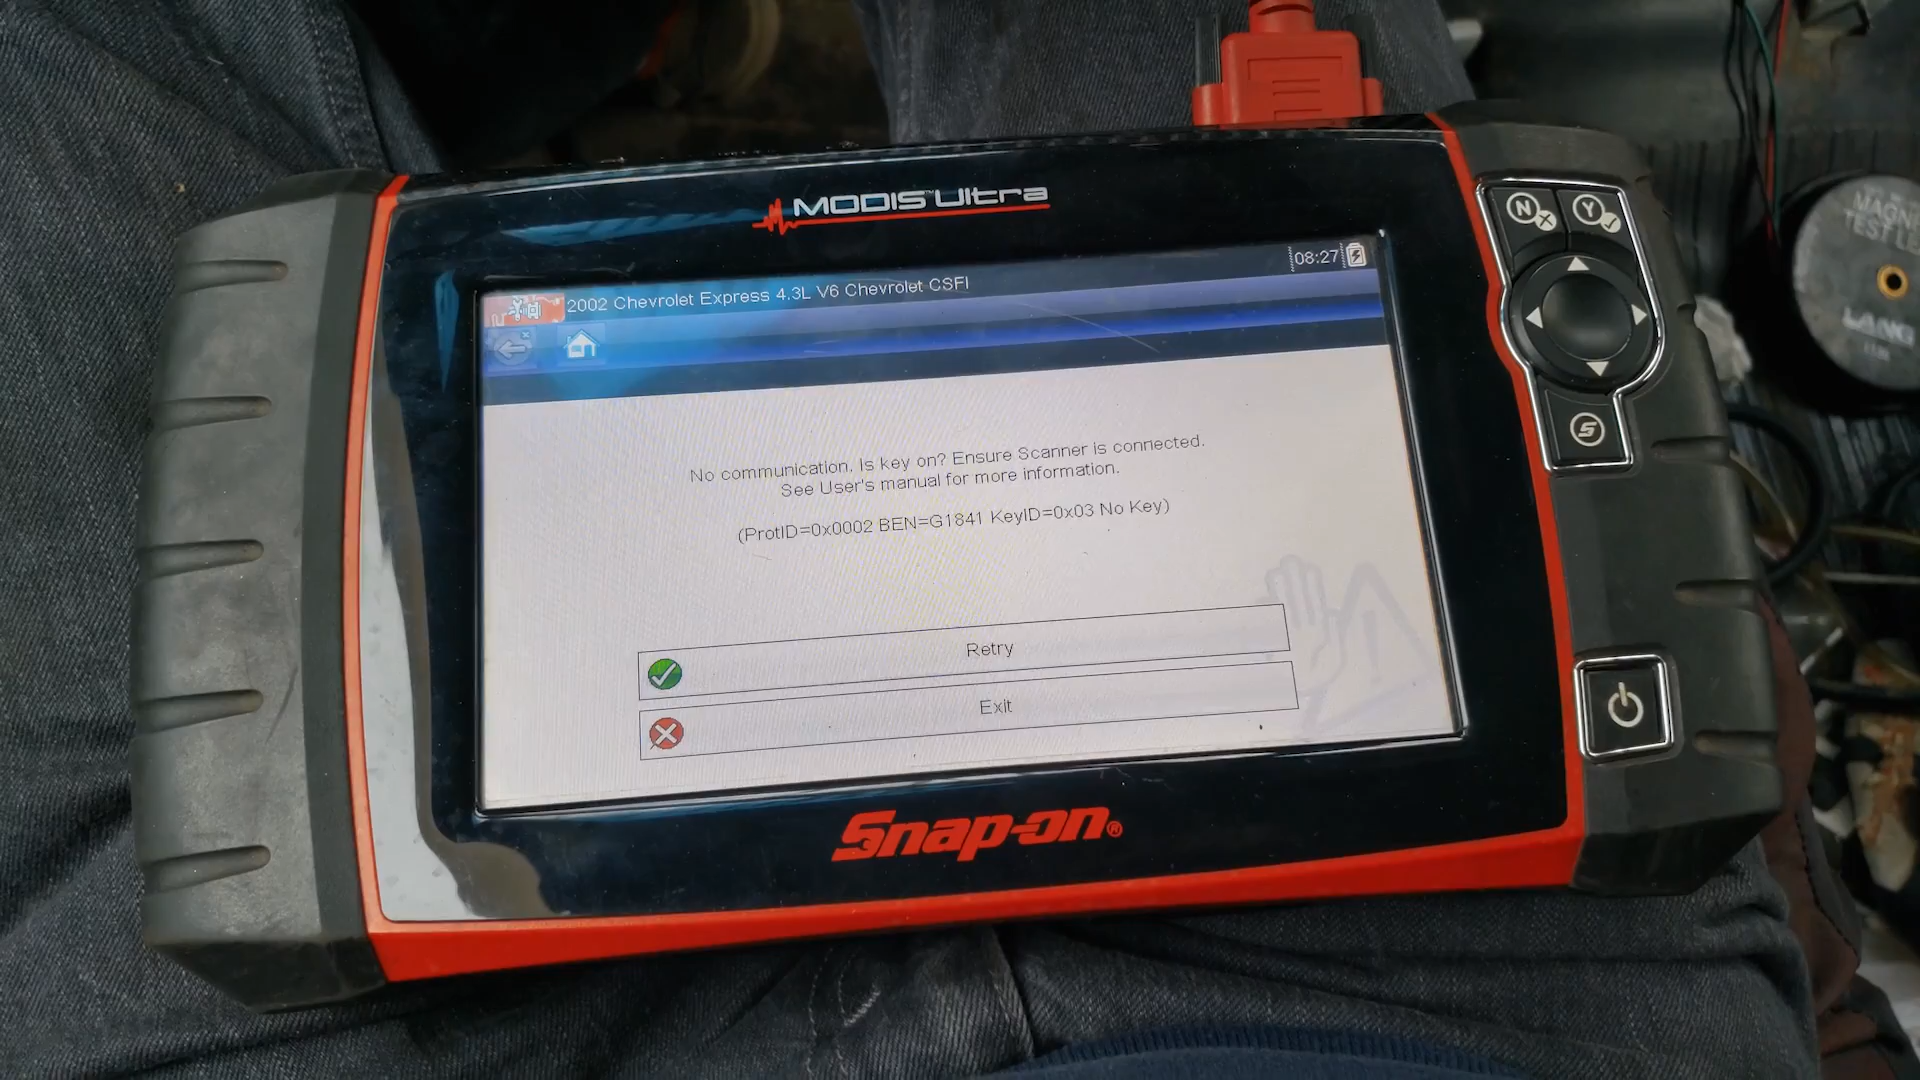 MODIS Ultra
08:27
2002 Chevrolet Express 4.3L V6 Chevrolet CSFI
No communication. Is key on? Ensure Scanner is connected.
See User's manual for more information.
(ProtID=0x0002 BEN=G1841 KeyID=0x03 No Key)
Retry
Exit
Snap-on®
N
Y
S
LANG